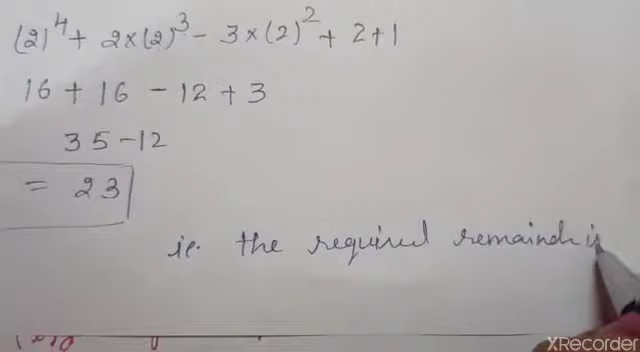 (2)⁴ + 2×(2)³ - 3×(2)² + 2+1
16 + 16 - 12 + 3
35-12
= 23
ie. the required remainde is
XRecorder